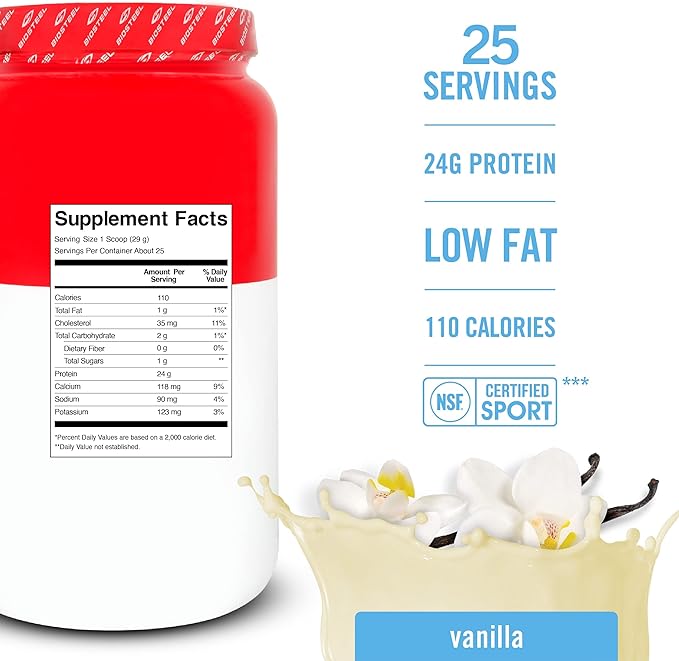 BIOSTEEL BIOSTEEL BIOSTEEL BIOSTEEL
Supplement Facts
Serving Size 1 Scoop (29 g)
Servings Per Container About 25
Amount Per Serving % Daily Value
Calories 110
Total Fat 1 g 1%*
Cholesterol 35 mg 11%
Total Carbohydrate 2 g 1%*
Dietary Fiber 0 g 0%
Total Sugars 1 g **
Protein 24 g
Calcium 118 mg 9%
Sodium 90 mg 4%
Potassium 123 mg 3%
*Percent Daily Values are based on a 2,000 calorie diet.
**Daily Value not established.
25
SERVINGS
24G PROTEIN
LOW FAT
110 CALORIES
NSF. CERTIFIED SPORT ***
vanilla